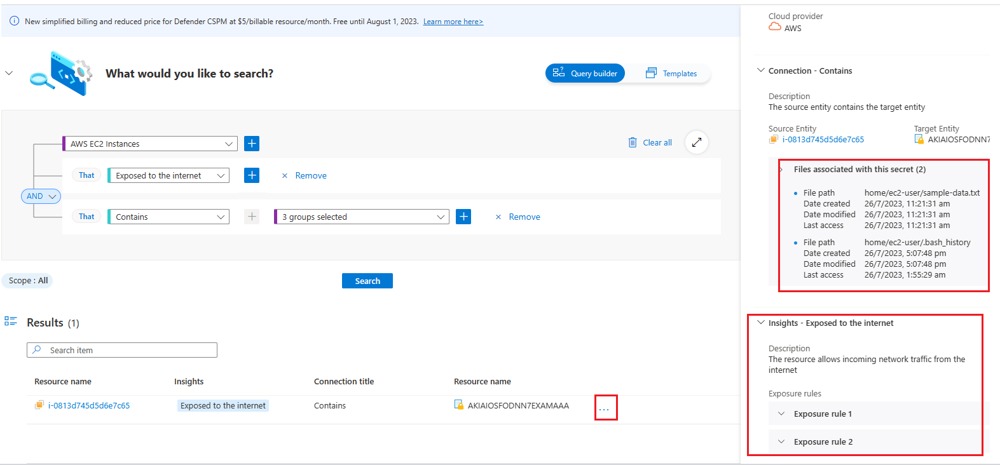 New simplified billing and reduced price for Defender CSPM at $5/billable resource/month. Free until August 1, 2023. Learn more here>
What would you like to search?
Query builder
Templates
AWS EC2 Instances
Clear all
That
Exposed to the internet
Remove
AND
That
Contains
3 groups selected
Remove
Scope : All
Search
Results (1)
Search item
Resource name Insights Connection title Resource name
i-0813d745d5d6e7c65 Exposed to the internet Contains AKIAIOSFODNN7EXAMAAA ...
Cloud provider
AWS
Connection - Contains
Description
The source entity contains the target entity
Source Entity Target Entity
i-0813d745d5d6e7c65 AKIAIOSFODNN7
Files associated with this secret (2)
File path home/ec2-user/sample-data.txt
Date created 26/7/2023, 11:21:31 am
Date modified 26/7/2023, 11:21:31 am
Last access 26/7/2023, 11:21:31 am
File path home/ec2-user/.bash_history
Date created 26/7/2023, 5:07:48 pm
Date modified 26/7/2023, 5:07:48 pm
Last access 26/7/2023, 1:55:29 am
Insights - Exposed to the internet
Description
The resource allows incoming network traffic from the
internet
Exposure rules
Exposure rule 1
Exposure rule 2